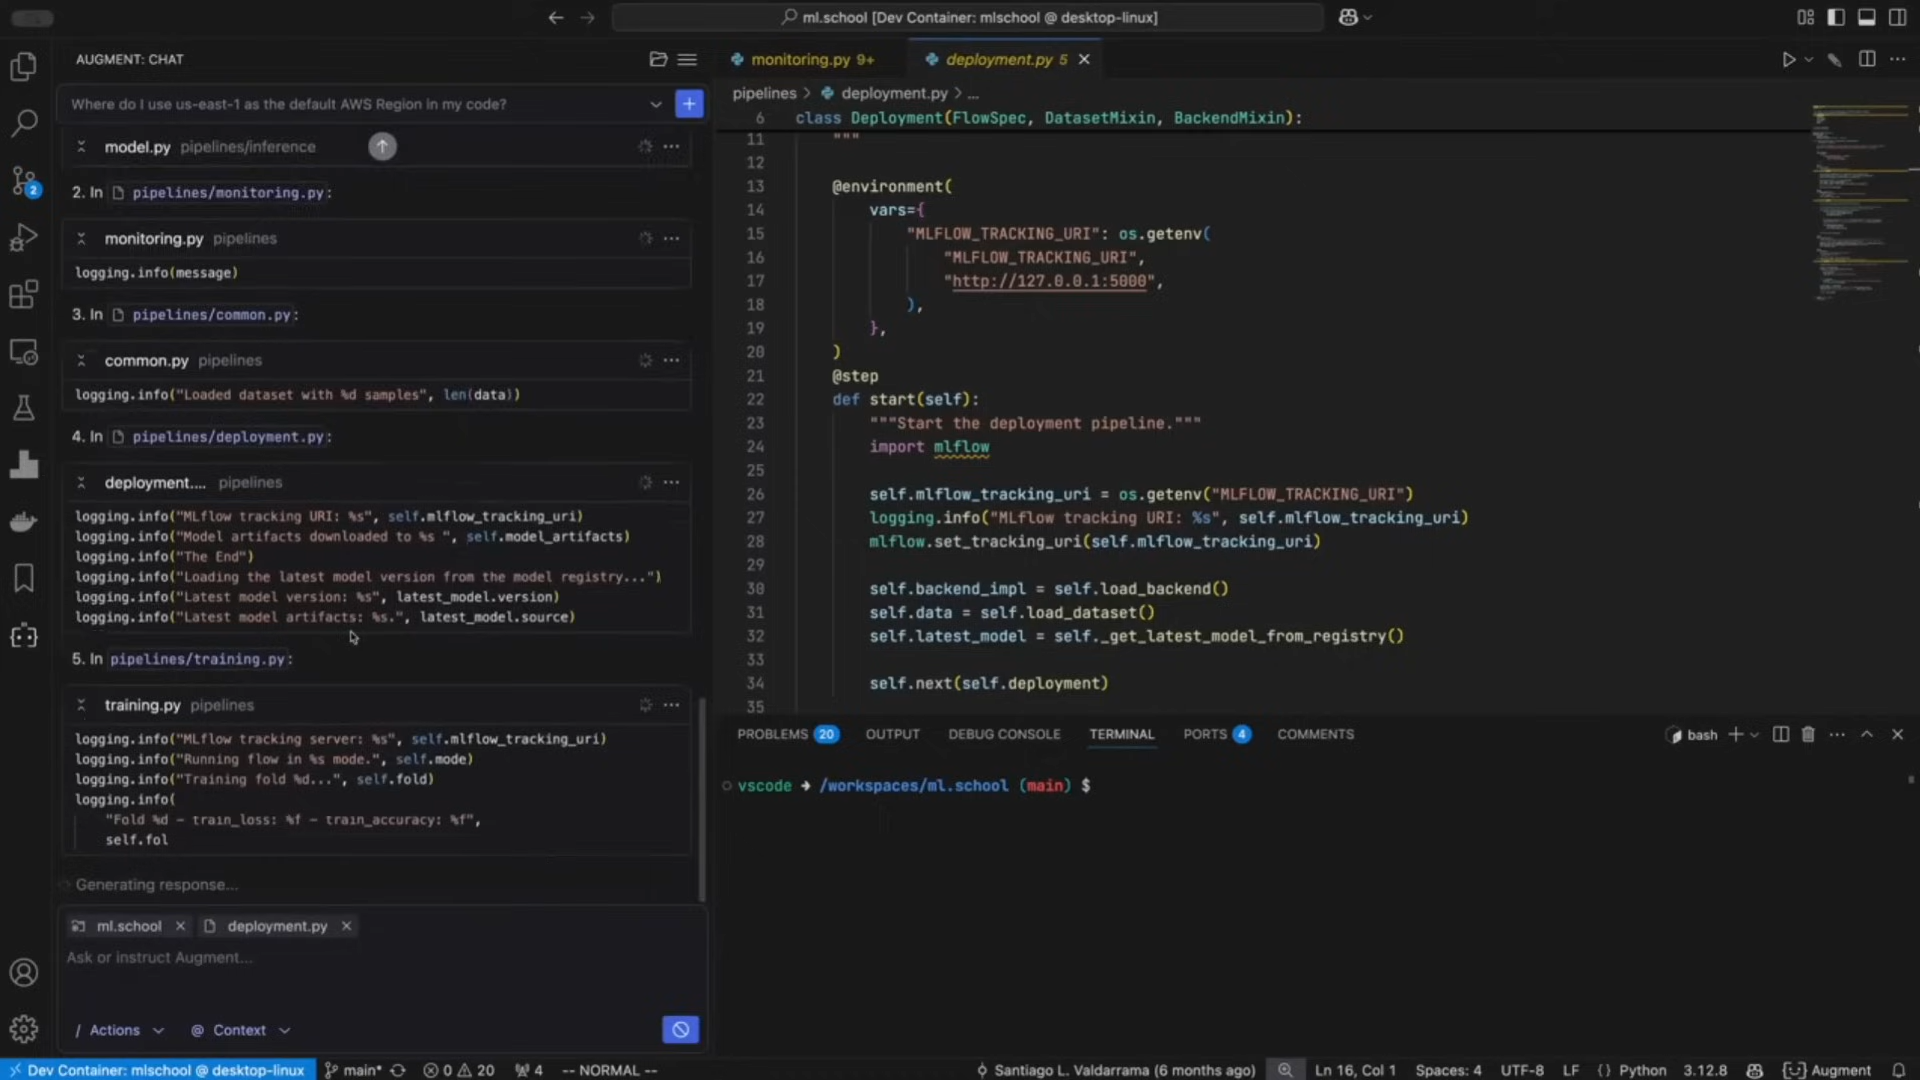 ml.school [Dev Container: mlschool @ desktop-linux]
AUGMENT: CHAT
Where do I use us-east-1 as the default AWS Region in my code?
model.py pipelines/inference
2. In pipelines/monitoring.py:
monitoring.py pipelines
logging.info(message)
3. In pipelines/common.py:
common.py pipelines
logging.info("Loaded dataset with %d samples", len(data))
4. In pipelines/deployment.py:
deployment.... pipelines
logging.info("MLflow tracking URI: %s", self.mlflow_tracking_uri)
logging.info("Model artifacts downloaded to %s ", self.model_artifacts)
logging.info("The End")
logging.info("Loading the latest model version from the model registry...")
logging.info("Latest model version: %s", latest_model.version)
logging.info("Latest model artifacts: %s.", latest_model.source)
5. In pipelines/training.py:
training.py pipelines
logging.info("MLflow tracking server: %s", self.mlflow_tracking_uri)
logging.info("Running flow in %s mode.", self.mode)
logging.info("Training fold %d...", self.fold)
logging.info(
"Fold %d - train_loss: %f - train_accuracy: %f",
self.fol
Generating response...
ml.school deployment.py
Ask or instruct Augment...
/ Actions @ Context
2
monitoring.py 9+ deployment.py 5
pipelines > deployment.py > ...
6 class Deployment(FlowSpec, DatasetMixin, BackendMixin):
11 """
12
13 @environment(
14 vars={
15 "MLFLOW_TRACKING_URI": os.getenv(
16 "MLFLOW_TRACKING_URI",
17 "http://127.0.0.1:5000",
18 ),
19 },
20 )
21 @step
22 def start(self):
23 """Start the deployment pipeline."""
24 import mlflow
25
26 self.mlflow_tracking_uri = os.getenv("MLFLOW_TRACKING_URI")
27 logging.info("MLflow tracking URI: %s", self.mlflow_tracking_uri)
28 mlflow.set_tracking_uri(self.mlflow_tracking_uri)
29
30 self.backend_impl = self.load_backend()
31 self.data = self.load_dataset()
32 self.latest_model = self._get_latest_model_from_registry()
33
34 self.next(self.deployment)
35
PROBLEMS 20 OUTPUT DEBUG CONSOLE TERMINAL PORTS 4 COMMENTS bash
vscode → /workspaces/ml.school (main) $
Dev Container: mlschool @ desktop-linux main* 0 20 4 -- NORMAL -- Santiago L. Valdarrama (6 months ago) Ln 16, Col 1 Spaces: 4 UTF-8 LF {} Python 3.12.8 Augment